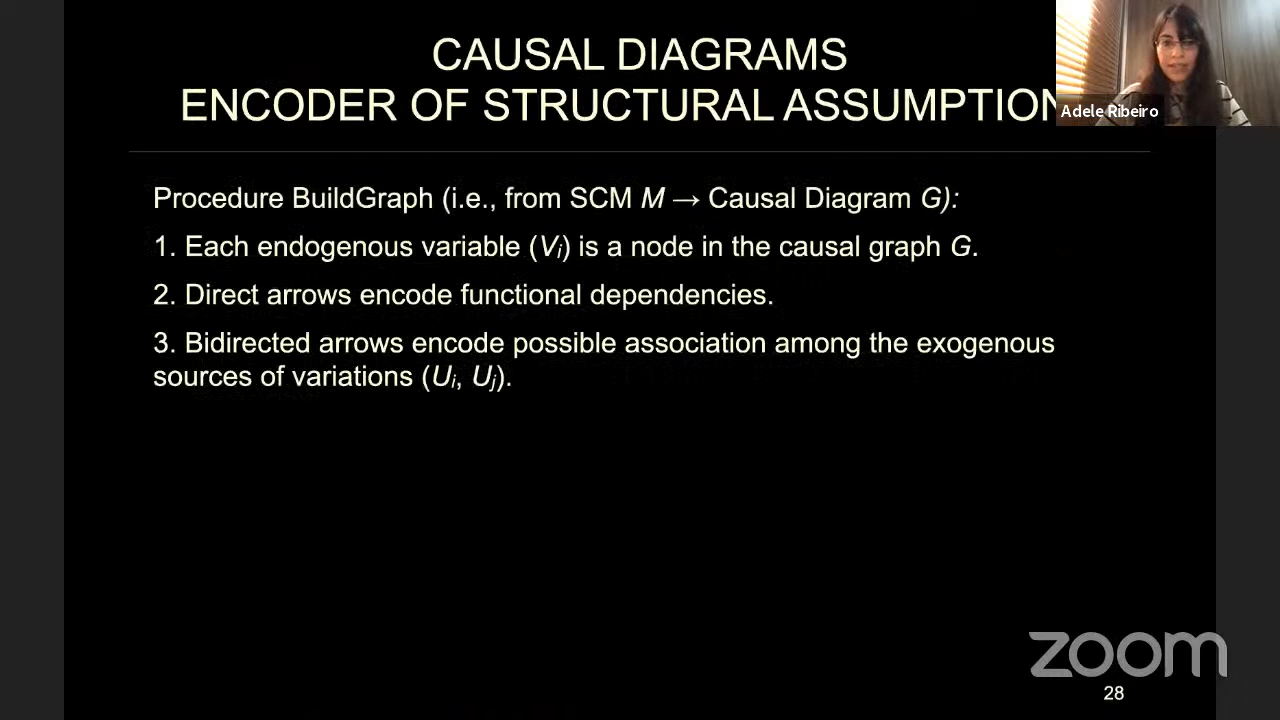 CAUSAL DIAGRAMS
ENCODER OF STRUCTURAL ASSUMPTION
Adele Ribeiro
Procedure BuildGraph (i.e., from SCM M → Causal Diagram G):
1. Each endogenous variable (Vi) is a node in the causal graph G.
2. Direct arrows encode functional dependencies.
3. Bidirected arrows encode possible association among the exogenous
sources of variations (Ui, Uj).
zoom
28